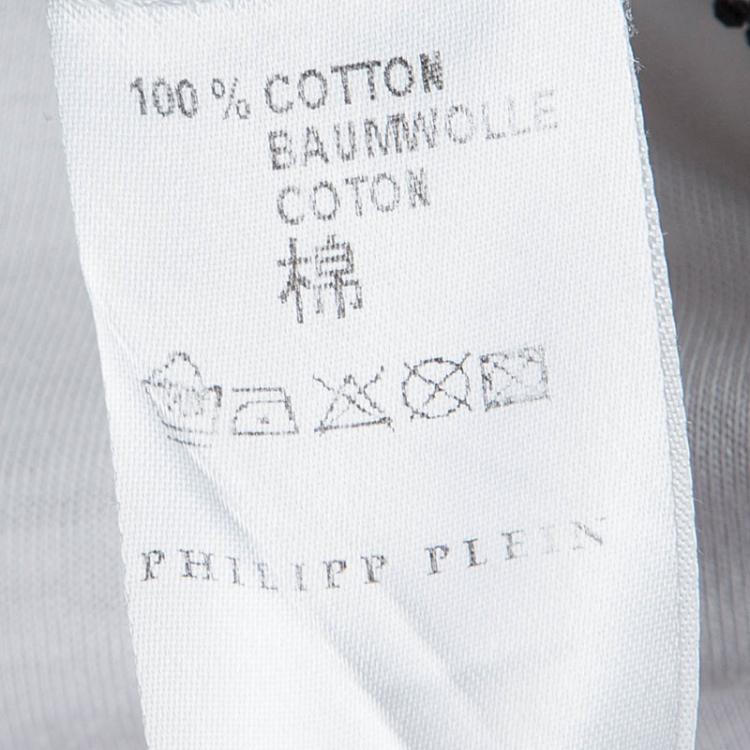 100% COTTON
BAUMWOLLE
COTON
棉
PHILIPP PLEIN